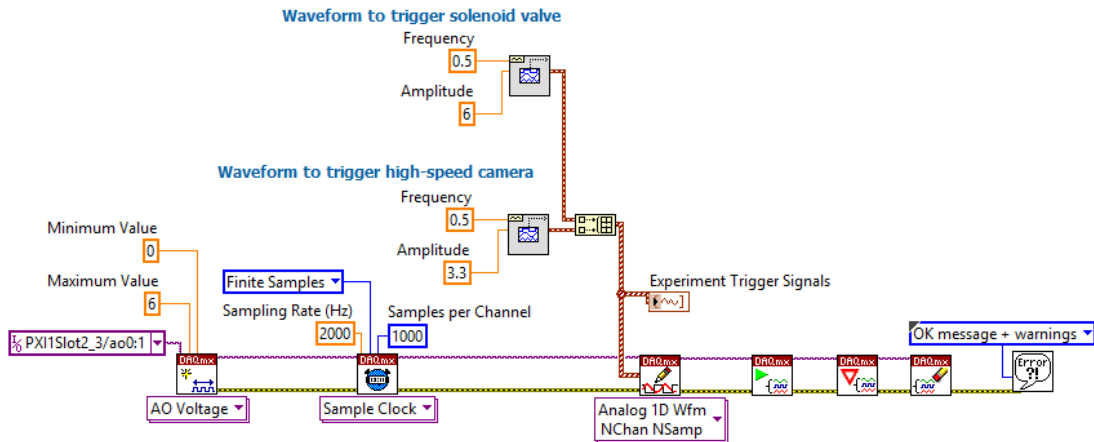 Waveform to trigger solenoid valve
Frequency
0.5
Amplitude
6
Waveform to trigger high-speed camera
Frequency
0.5
Amplitude
3.3
Minimum Value
0
Maximum Value
6
Finite Samples
Sampling Rate (Hz)
2000
Samples per Channel
1000
Experiment Trigger Signals
PXI1Slot2_3/ao0:1
OK message + warnings
DAQmx
DAQmx
DAQmx
DAQmx
DAQmx
DAQmx
Error
?!
AO Voltage
Sample Clock
Analog 1D Wfm
NChan NSamp